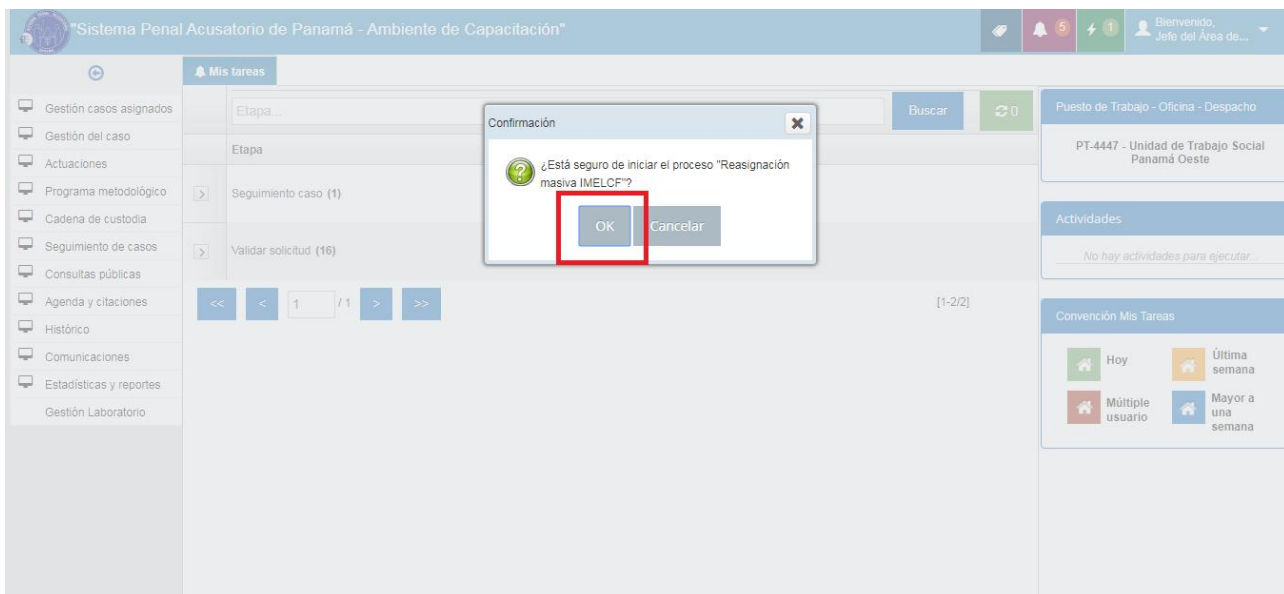 "Sistema Penal Acusatorio de Panamá - Ambiente de Capacitación"
5
1
Bienvenido,
Jefe del Área de...
Mis tareas
Gestión casos asignados
Gestión del caso
Actuaciones
Programa metodológico
Cadena de custodia
Seguimiento de casos
Consultas públicas
Agenda y citaciones
Histórico
Comunicaciones
Estadísticas y reportes
Gestión Laboratorio
Etapa...
Buscar
0
Etapa
Seguimiento caso (1)
Validar solicitud (16)
<< < 1 / 1 > >>
[1-2/2]
Confirmación
¿Está seguro de iniciar el proceso "Reasignación
masiva IMELCF"?
OK
Cancelar
Puesto de Trabajo - Oficina - Despacho
PT-4447 - Unidad de Trabajo Social
Panamá Oeste
Actividades
No hay actividades para ejecutar...
Convención Mis Tareas
Hoy
Última
semana
Múltiple
usuario
Mayor a
una
semana